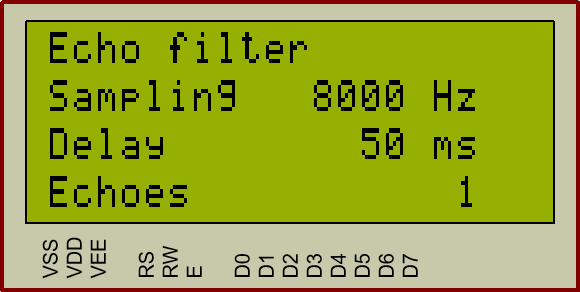 Echo filter
Sampling 8000 Hz
Delay 50 ms
Echoes 1
VSS VDD VEE RS RW E D0 D1 D2 D3 D4 D5 D6 D7